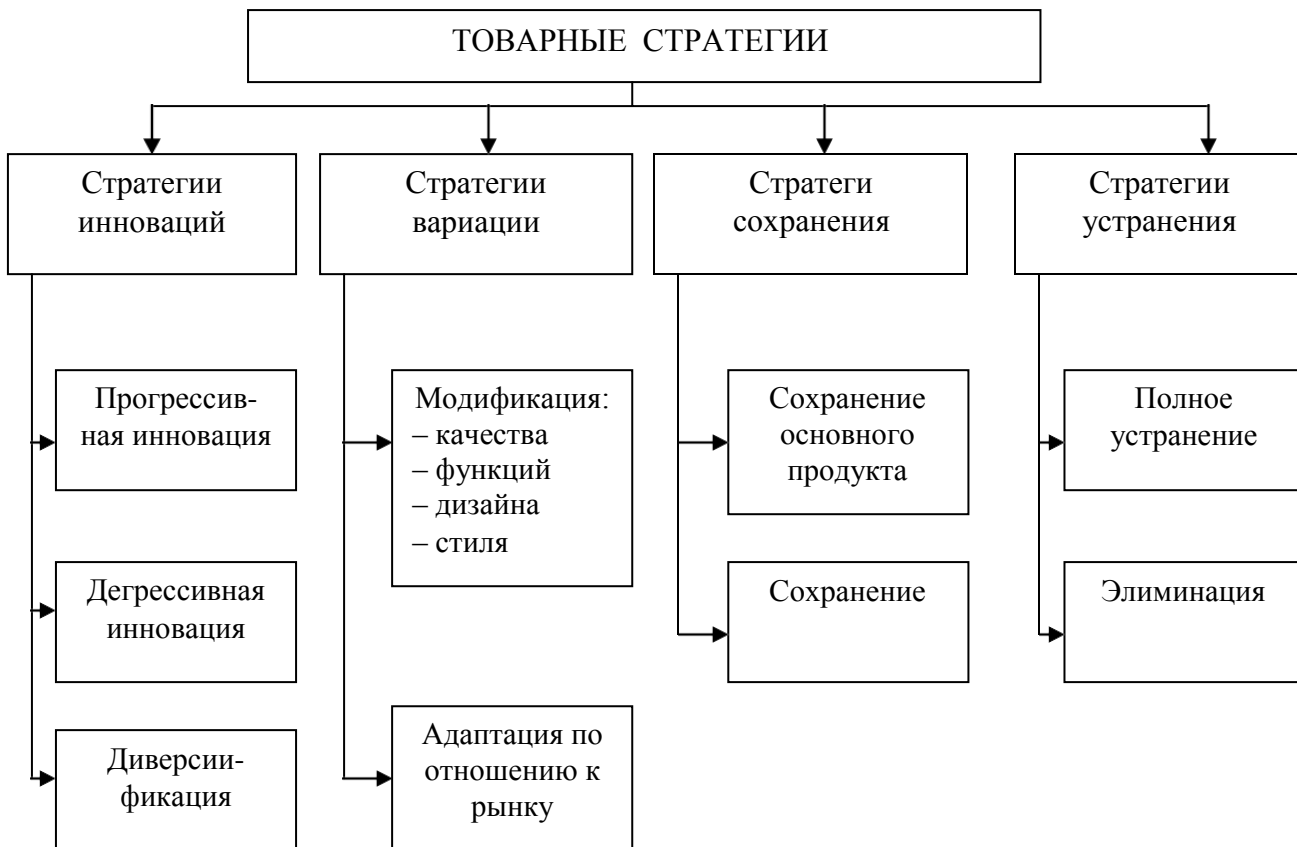 ТОВАРНЫЕ СТРАТЕГИИ
Стратегии
инноваций
Стратегии
вариации
Стратеги
сохранения
Стратегии
устранения
Прогрессив-
ная инновация
Модификация:
– качества
– функций
– дизайна
– стиля
Сохранение
основного
продукта
Полное
устранение
Дегрессивная
инновация
Сохранение
Элиминация
Диверсии-
фикация
Адаптация по
отношению к
рынку